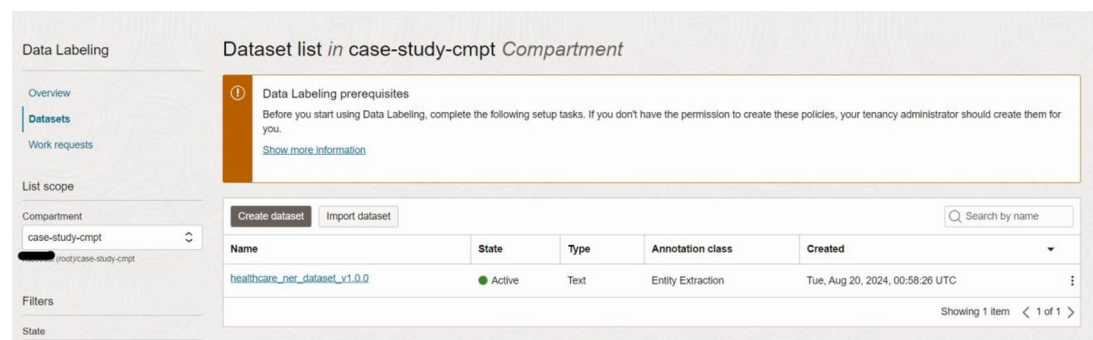 Data Labeling
Overview
Datasets
Work requests
List scope
Compartment
case-study-cmpt
(root)/case-study-cmpt
Filters
State
Dataset list in case-study-cmpt Compartment
Data Labeling prerequisites
Before you start using Data Labeling, complete the following setup tasks. If you don't have the permission to create these policies, your tenancy administrator should create them for
you.
Show more information
Create dataset Import dataset Search by name
Name State Type Annotation class Created
healthcare_ner_dataset_v1.0.0 Active Text Entity Extraction Tue, Aug 20, 2024, 00:58:26 UTC
Showing 1 item < 1 of 1 >